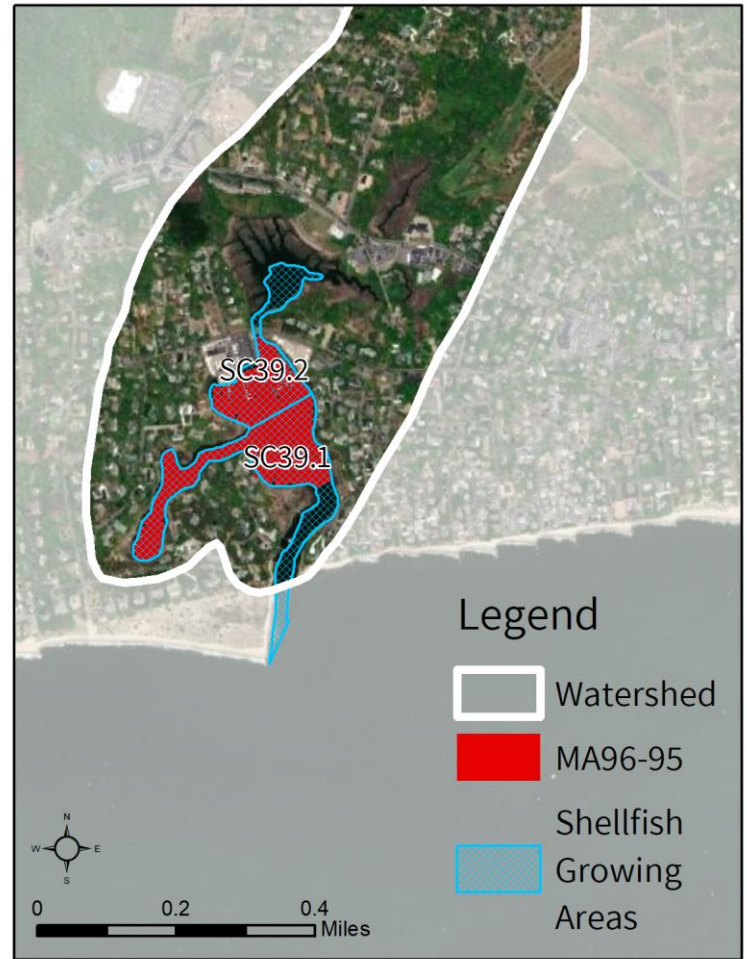 SC39.2
SC39.1
Legend
Watershed
MA96-95
Shellfish
Growing
Areas
N
W E
S
0 0.2 0.4
Miles